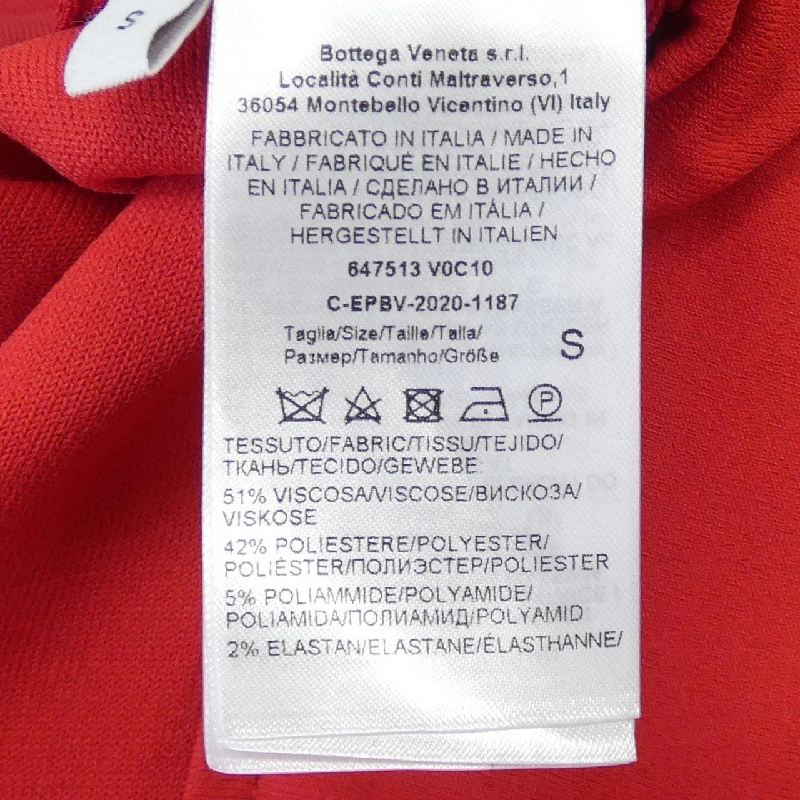 S
Bottega Veneta s.r.l.
Località Conti Maltraverso,1
36054 Montebello Vicentino (VI) Italy
FABBRICATO IN ITALIA / MADE IN
ITALY / FABRIQUÉ EN ITALIE / HECHO
EN ITALIA / СДЕЛАНО В ИТАЛИИ /
FABRICADO EM ITÁLIA /
HERGESTELLT IN ITALIEN
647513 V0C10
C-EPBV-2020-1187
Taglia/Size/Taille/Talla/
Размер/Tamanho/Größe S
P
TESSUTO/FABRIC/TISSU/TEJIDO/
ТКАНЬ/TECIDO/GEWEBE:
51% VISCOSA/VISCOSE/ВИСКОЗА/
VISKOSE
42% POLIESTERE/POLYESTER/
POLIÉSTER/ПОЛИЭСТЕР/POLIESTER
5% POLIAMMIDE/POLYAMIDE/
POLIAMIDA/ПОЛИАМИД/POLYAMID
2% ELASTAN/ELASTANE/ÉLASTHANNE/